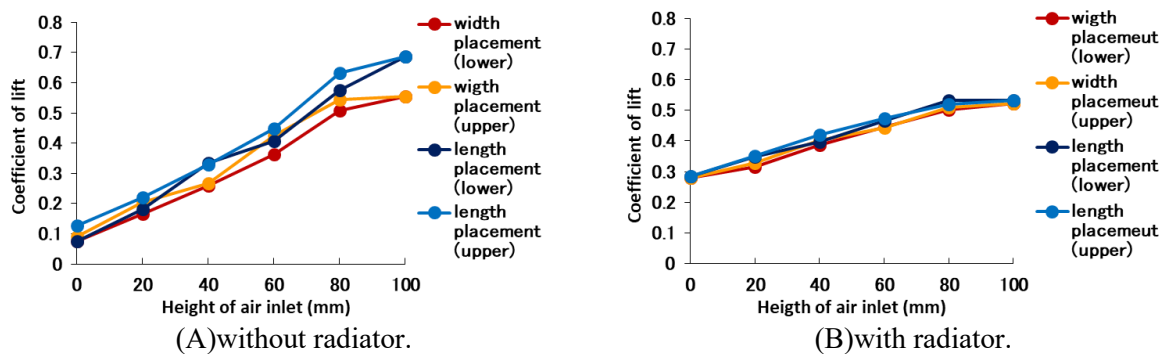 0.8
0.7
0.6
0.5
0.4
0.3
0.2
0.1
0
Coefficient of lift
0 20 40 60 80 100
Height of air inlet (mm)
width
placement
(lower)
wigth
placement
(upper)
length
placement
(lower)
length
placement
(upper)
(A)without radiator.
0.8
0.7
0.6
0.5
0.4
0.3
0.2
0.1
0
Coefficient of lift
0 20 40 60 80 100
Heigth of air inlet (mm)
wigth
placemeut
(lower)
width
placemeut
(upper)
length
placement
(lower)
length
placemeut
(upper)
(B)with radiator.